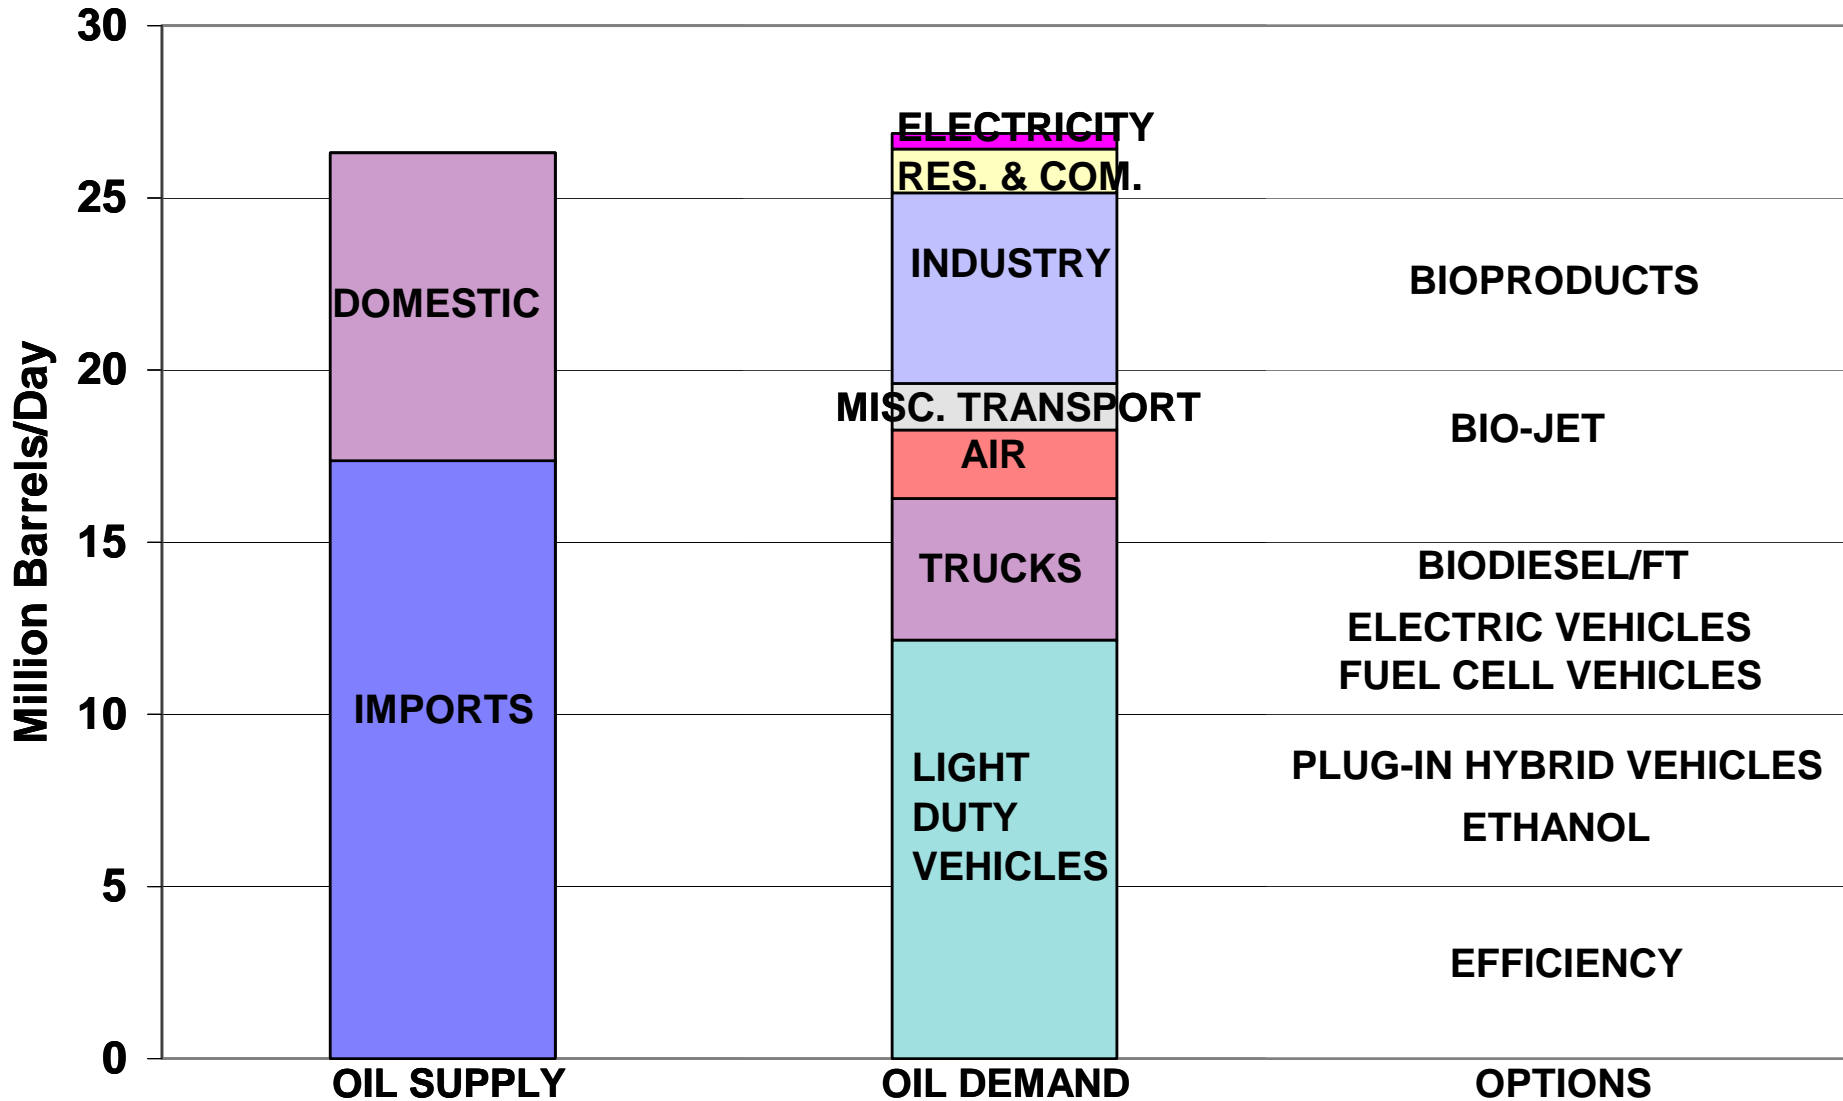 30
25
20
15
10
5
0
Million Barrels/Day
DOMESTIC
IMPORTS
OIL SUPPLY
ELECTRICITY
RES. & COM.
INDUSTRY
MISC. TRANSPORT
AIR
TRUCKS
LIGHT
DUTY
VEHICLES
OIL DEMAND
BIOPRODUCTS
BIO-JET
BIODIESEL/FT
ELECTRIC VEHICLES
FUEL CELL VEHICLES
PLUG-IN HYBRID VEHICLES
ETHANOL
EFFICIENCY
OPTIONS